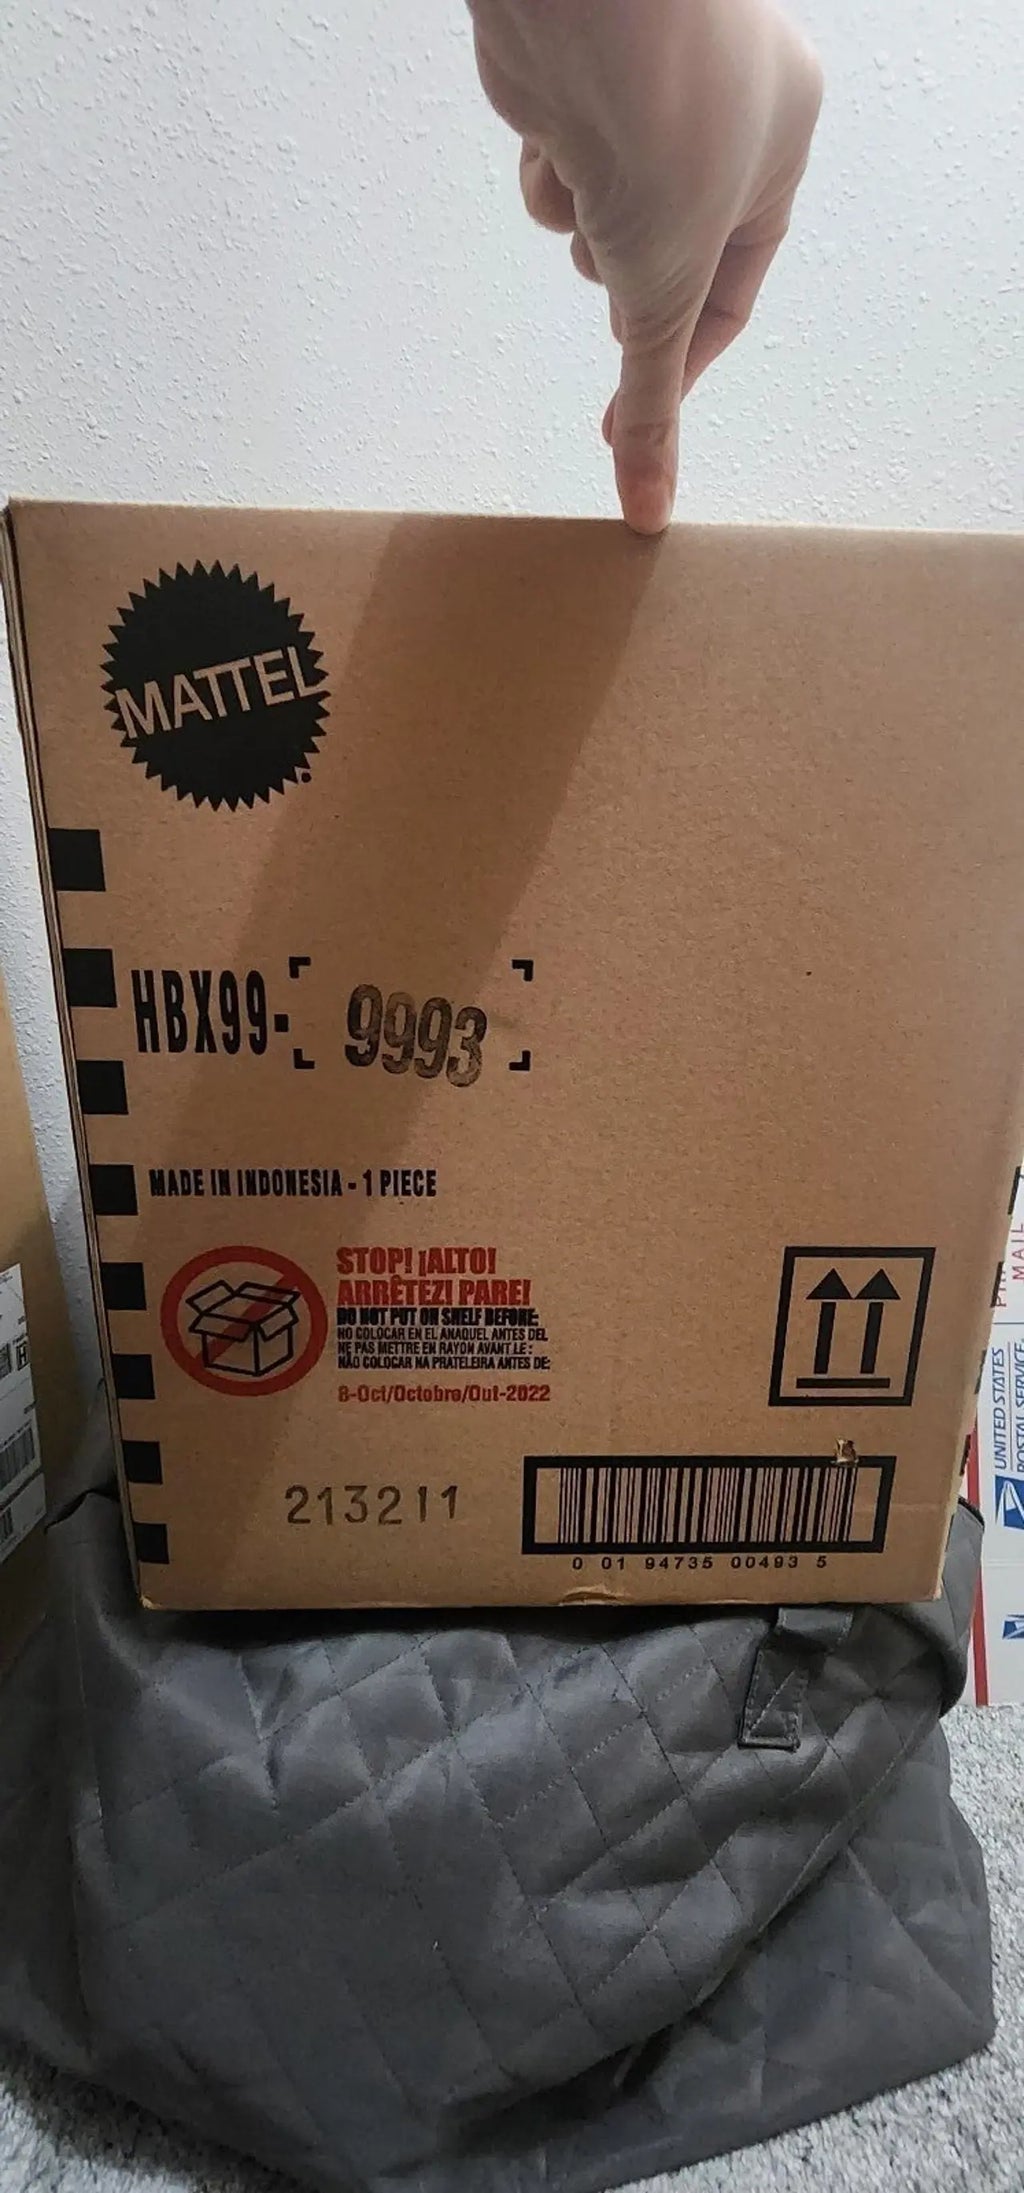 MATTEL
HBX99-[ 9993 ]
MADE IN INDONESIA - 1 PIECE
STOP! ¡ALTO!
ARRÊTEZ! PARE!
DO NOT PUT ON SHELF BEFORE:
NO COLOCAR EN EL ANAQUEL ANTES DEL
NE PAS METTRE EN RAYON AVANT LE :
NÃO COLOCAR NA PRATELEIRA ANTES DE:
8-Oct/Octobre/Out-2022
213211
0 01 94735 00493 5
MAIL
UNITED STATES
POSTAL SERVICE